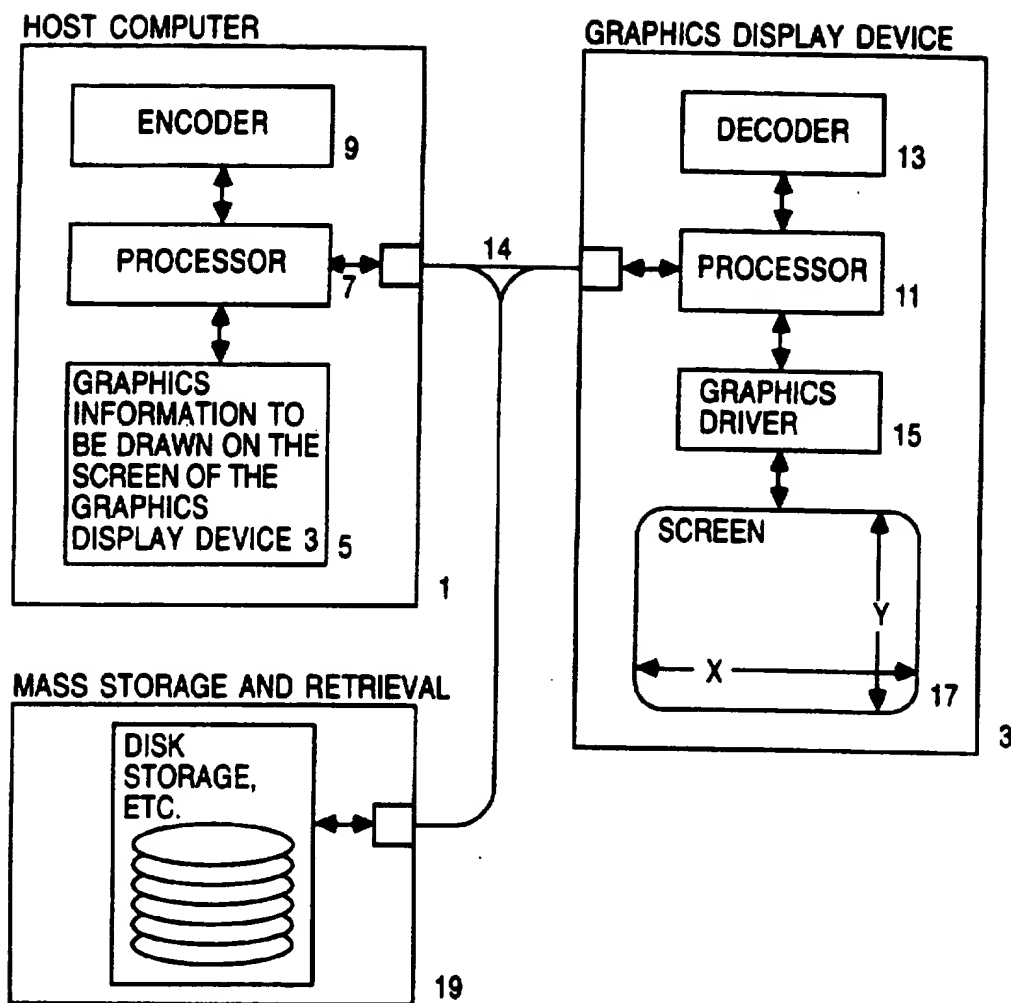 HOST COMPUTER
ENCODER
9
PROCESSOR
7
GRAPHICS
INFORMATION TO
BE DRAWN ON THE
SCREEN OF THE
GRAPHICS
DISPLAY DEVICE 3
5
1
14
GRAPHICS DISPLAY DEVICE
DECODER
13
PROCESSOR
11
GRAPHICS
DRIVER
15
SCREEN
Y
X
17
3
MASS STORAGE AND RETRIEVAL
DISK
STORAGE,
ETC.
19